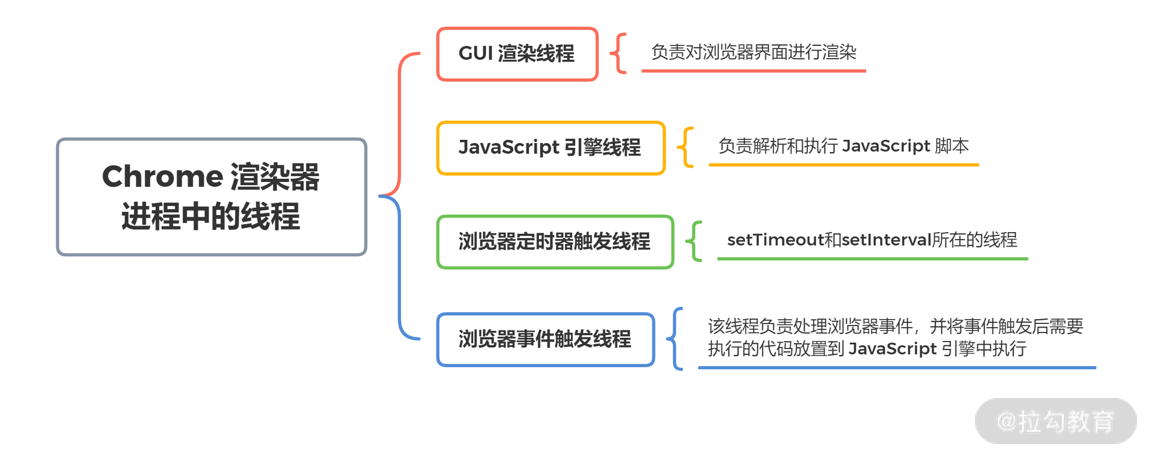 Chrome 渲染器
进程中的线程
GUI 渲染线程
负责对浏览器界面进行渲染
JavaScript 引擎线程
负责解析和执行 JavaScript 脚本
浏览器定时器触发线程
setTimeout和setInterval所在的线程
浏览器事件触发线程
该线程负责处理浏览器事件，并将事件触发后需要
执行的代码放置到 JavaScript 引擎中执行
@拉勾教育